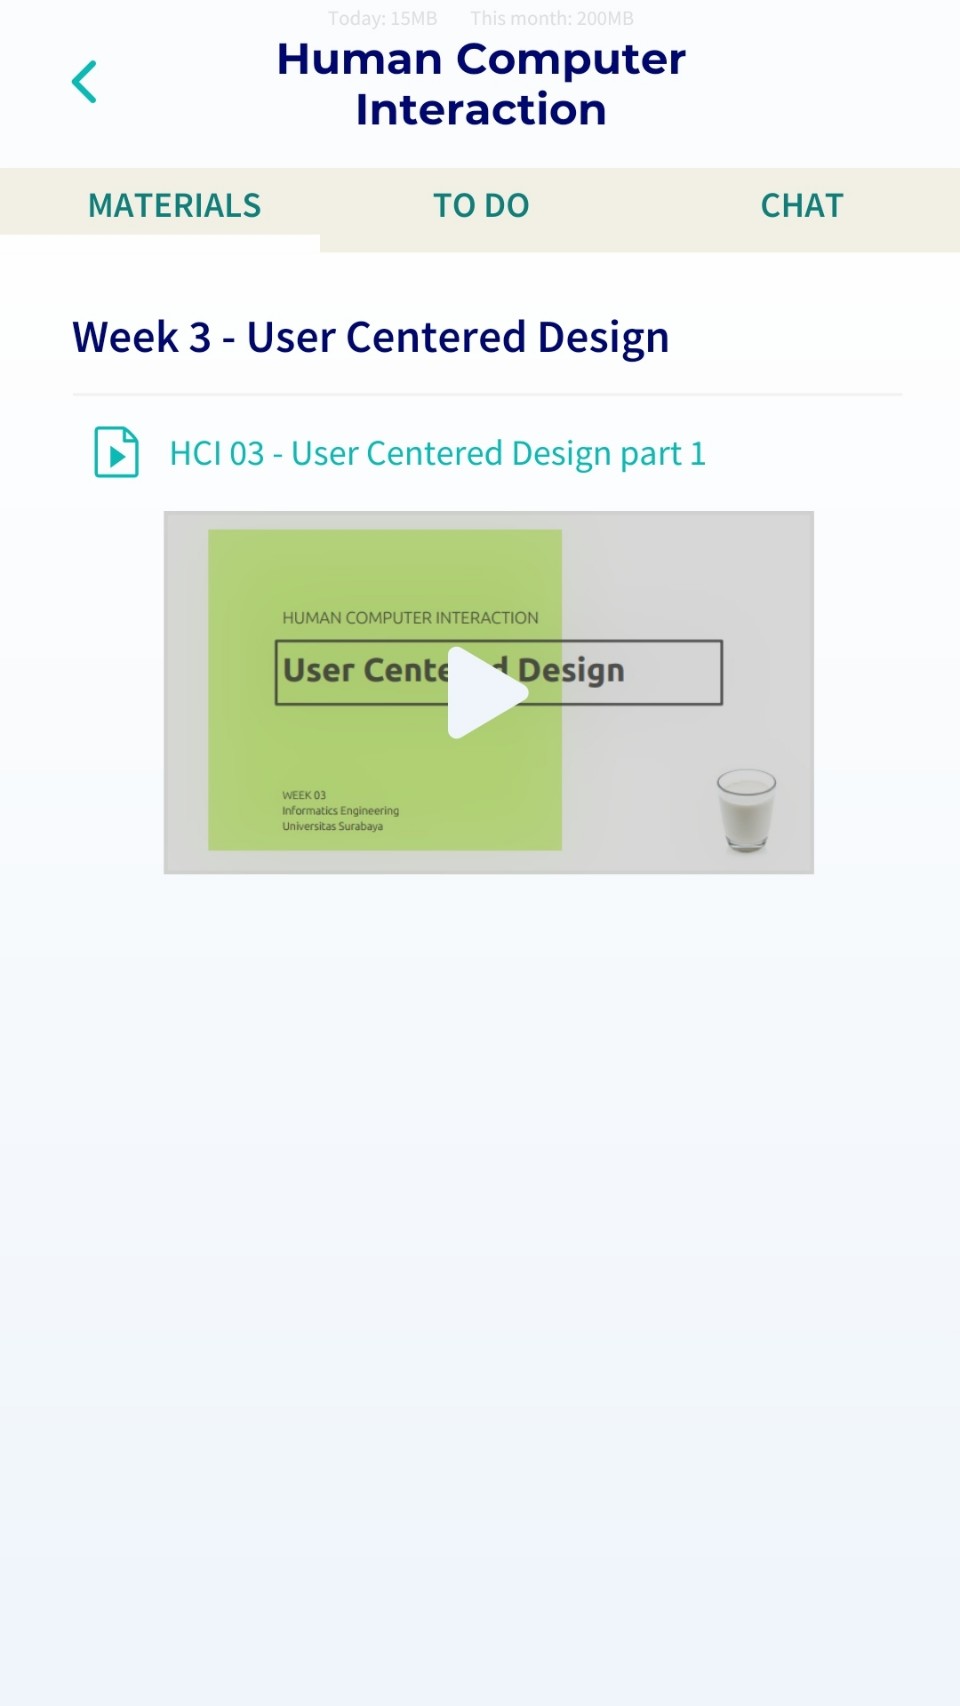 Today: 15MB This month: 200MB
Human Computer
Interaction
MATERIALS TO DO CHAT
Week 3 - User Centered Design
HCI 03 - User Centered Design part 1
HUMAN COMPUTER INTERACTION
User Cente d Design
WEEK 03
Informatics Engineering
Universitas Surabaya